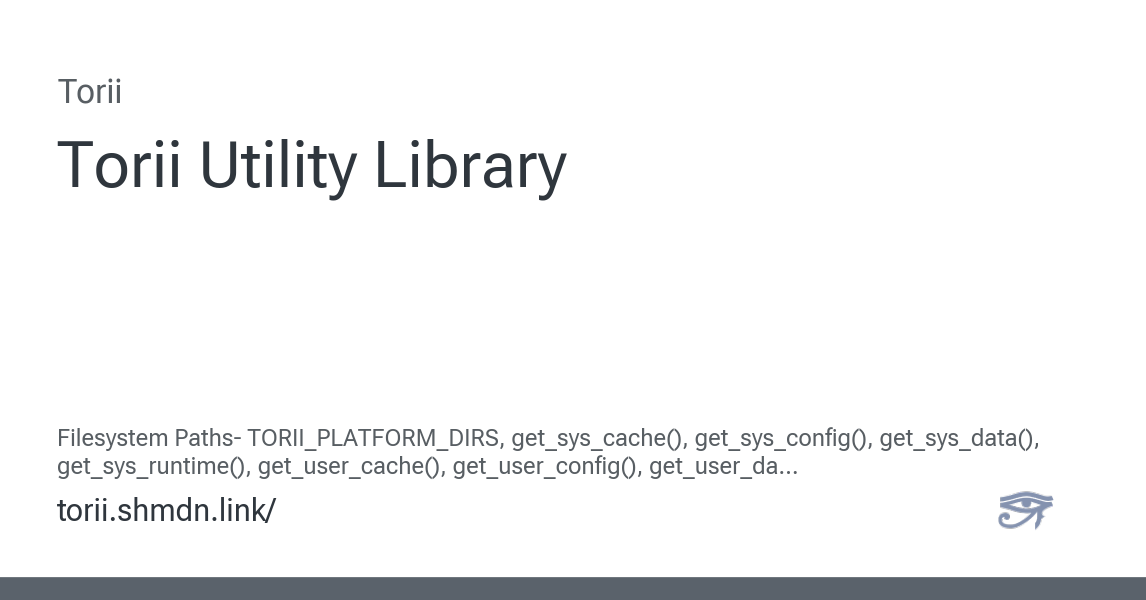 Torii
Torii Utility Library
Filesystem Paths- TORII_PLATFORM_DIRS, get_sys_cache(), get_sys_config(), get_sys_data(),
get_sys_runtime(), get_user_cache(), get_user_config(), get_user_da...
torii.shmdn.link/